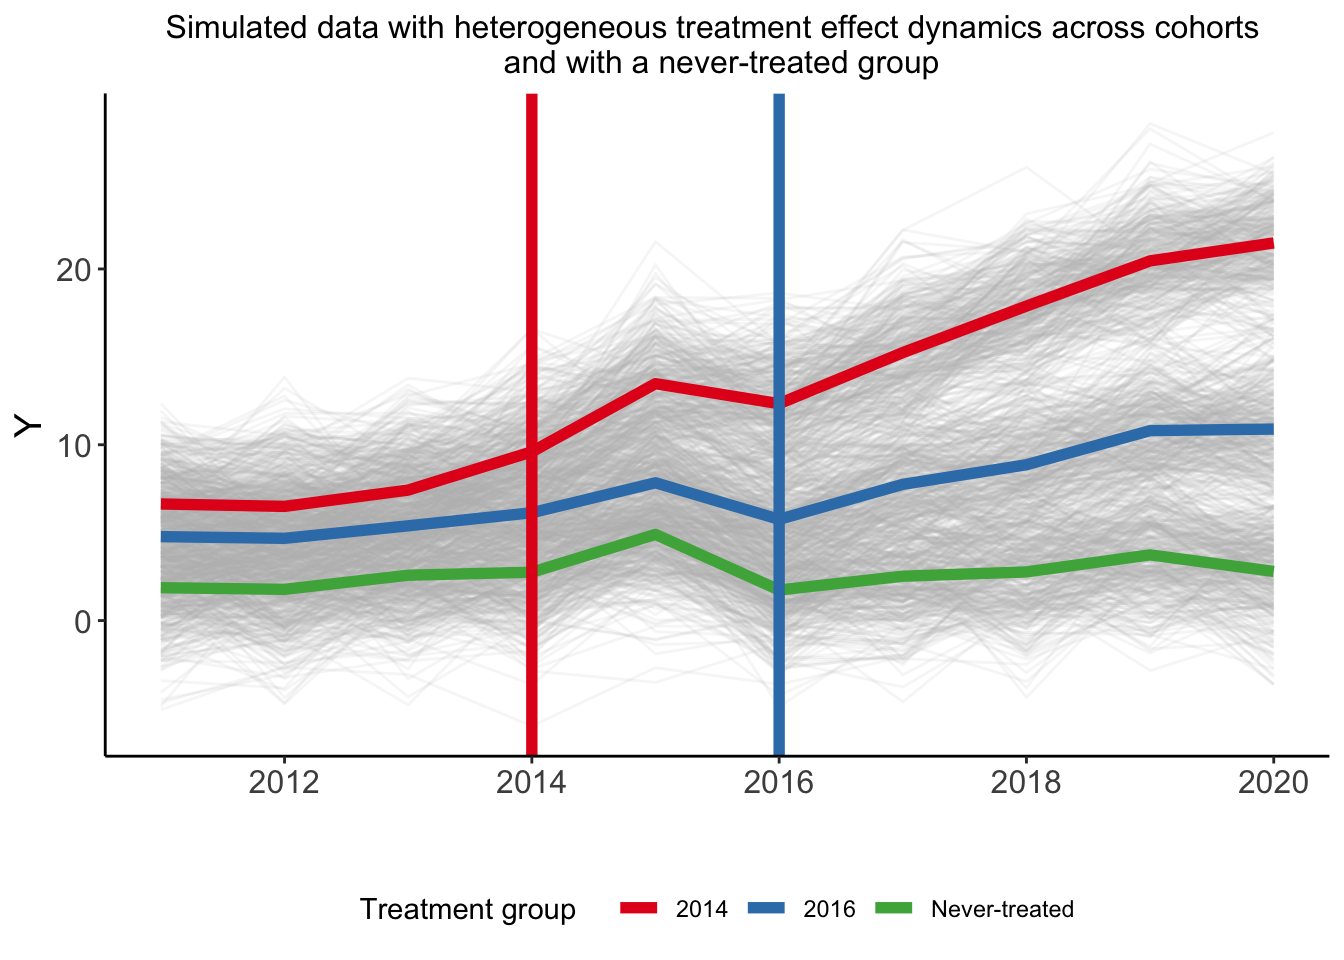 Simulated data with heterogeneous treatment effect dynamics across cohorts
and with a never-treated group
Y
20
10
0
2012 2014 2016 2018 2020
Treatment group 2014 2016 Never-treated